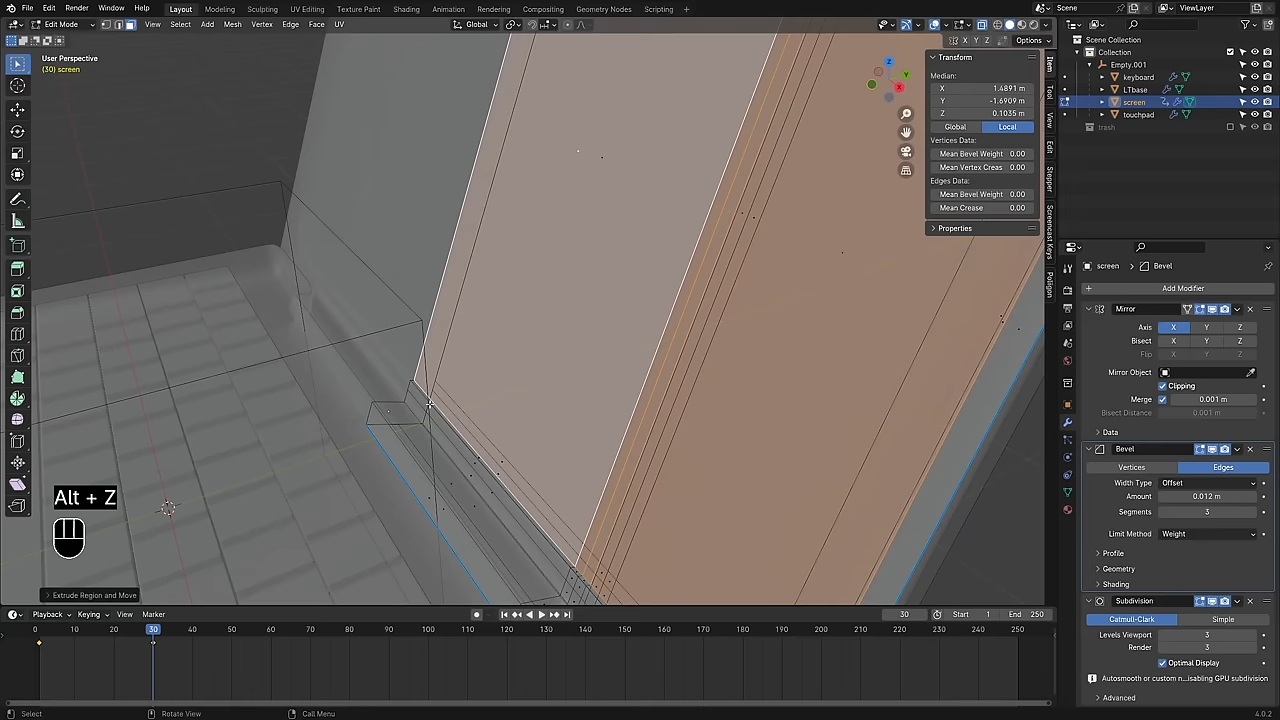 File Edit Render Window Help Layout Modeling Sculpting UV Editing Texture Paint Shading Animation Rendering Compositing Geometry Nodes Scripting + Scene ViewLayer
Edit Mode View Select Add Mesh Vertex Edge Face UV Global
X Y Z Options
User Perspective
(30) screen
Transform
Median:
X 1.4891 m
Y -1.6909 m
Z 0.1035 m
Global Local
Vertices Data:
Mean Bevel Weight 0.00
Mean Vertex Creas 0.00
Edges Data:
Mean Bevel Weight 0.00
Mean Crease 0.00
Properties
Item
Tool
View
Edit
Stepper
Screencast Keys
Poliigon
Z
Y
X
Scene Collection
Collection
Empty.001
keyboard
LTbase
screen
touchpad
trash
screen Bevel
Add Modifier
Mirror
Axis X Y Z
Bisect X Y Z
Flip X Y Z
Mirror Object
Clipping
Merge 0.001 m
Bisect Distance 0.001 m
Data
Bevel
Vertices Edges
Width Type Offset
Amount 0.012 m
Segments 3
Limit Method Weight
Profile
Geometry
Shading
Subdivision
Catmull-Clark Simple
Levels Viewport 3
Render 3
Optimal Display
Autosmooth or custom n...isabling GPU subdivision
Advanced
Alt + Z
Extrude Region and Move
Playback Keying View Marker 30 Start 1 End 250
0 10 20 30 40 50 60 70 80 90 100 110 120 130 140 150 160 170 180 190 200 210 220 230 240 250
Select Rotate View Call Menu 4.0.2